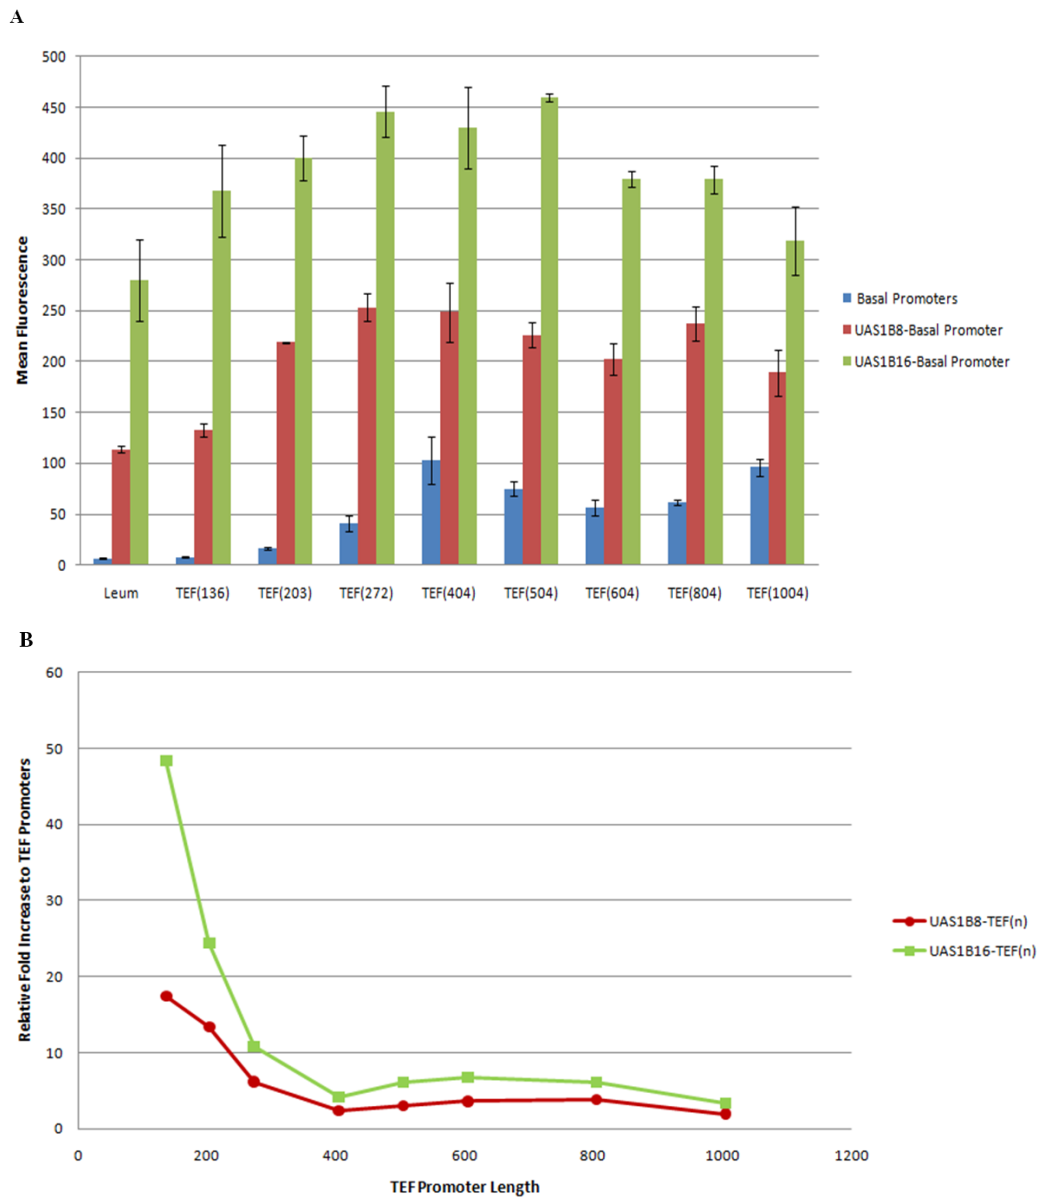 A
500
450
400
350
300
250
200
150
100
50
0
Mean Fluorescence
Leum TEF(136) TEF(203) TEF(272) TEF(404) TEF(504) TEF(604) TEF(804) TEF(1004)
Basal Promoters
UAS1B8-Basal Promoter
UAS1B16-Basal Promoter
B
60
50
40
30
20
10
0
Relative Fold Increase to TEF Promoters
0 200 400 600 800 1000 1200
TEF Promoter Length
UAS1B8-TEF(n)
UAS1B16-TEF(n)